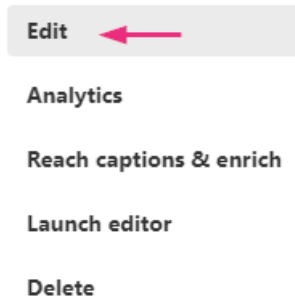 Edit
Analytics
Reach captions & enrich
Launch editor
Delete